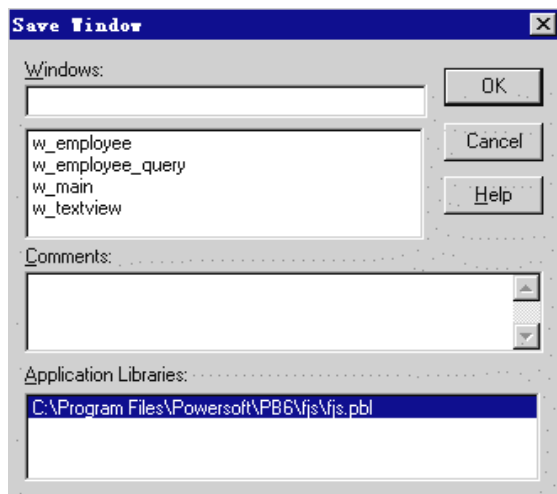 Save Window
Windows:
OK
w_employee
w_employee_query
w_main
w_textview
Cancel
Help
Comments:
Application Libraries:
C:\Program Files\Powersoft\PB6\fjs\fjs.pbl